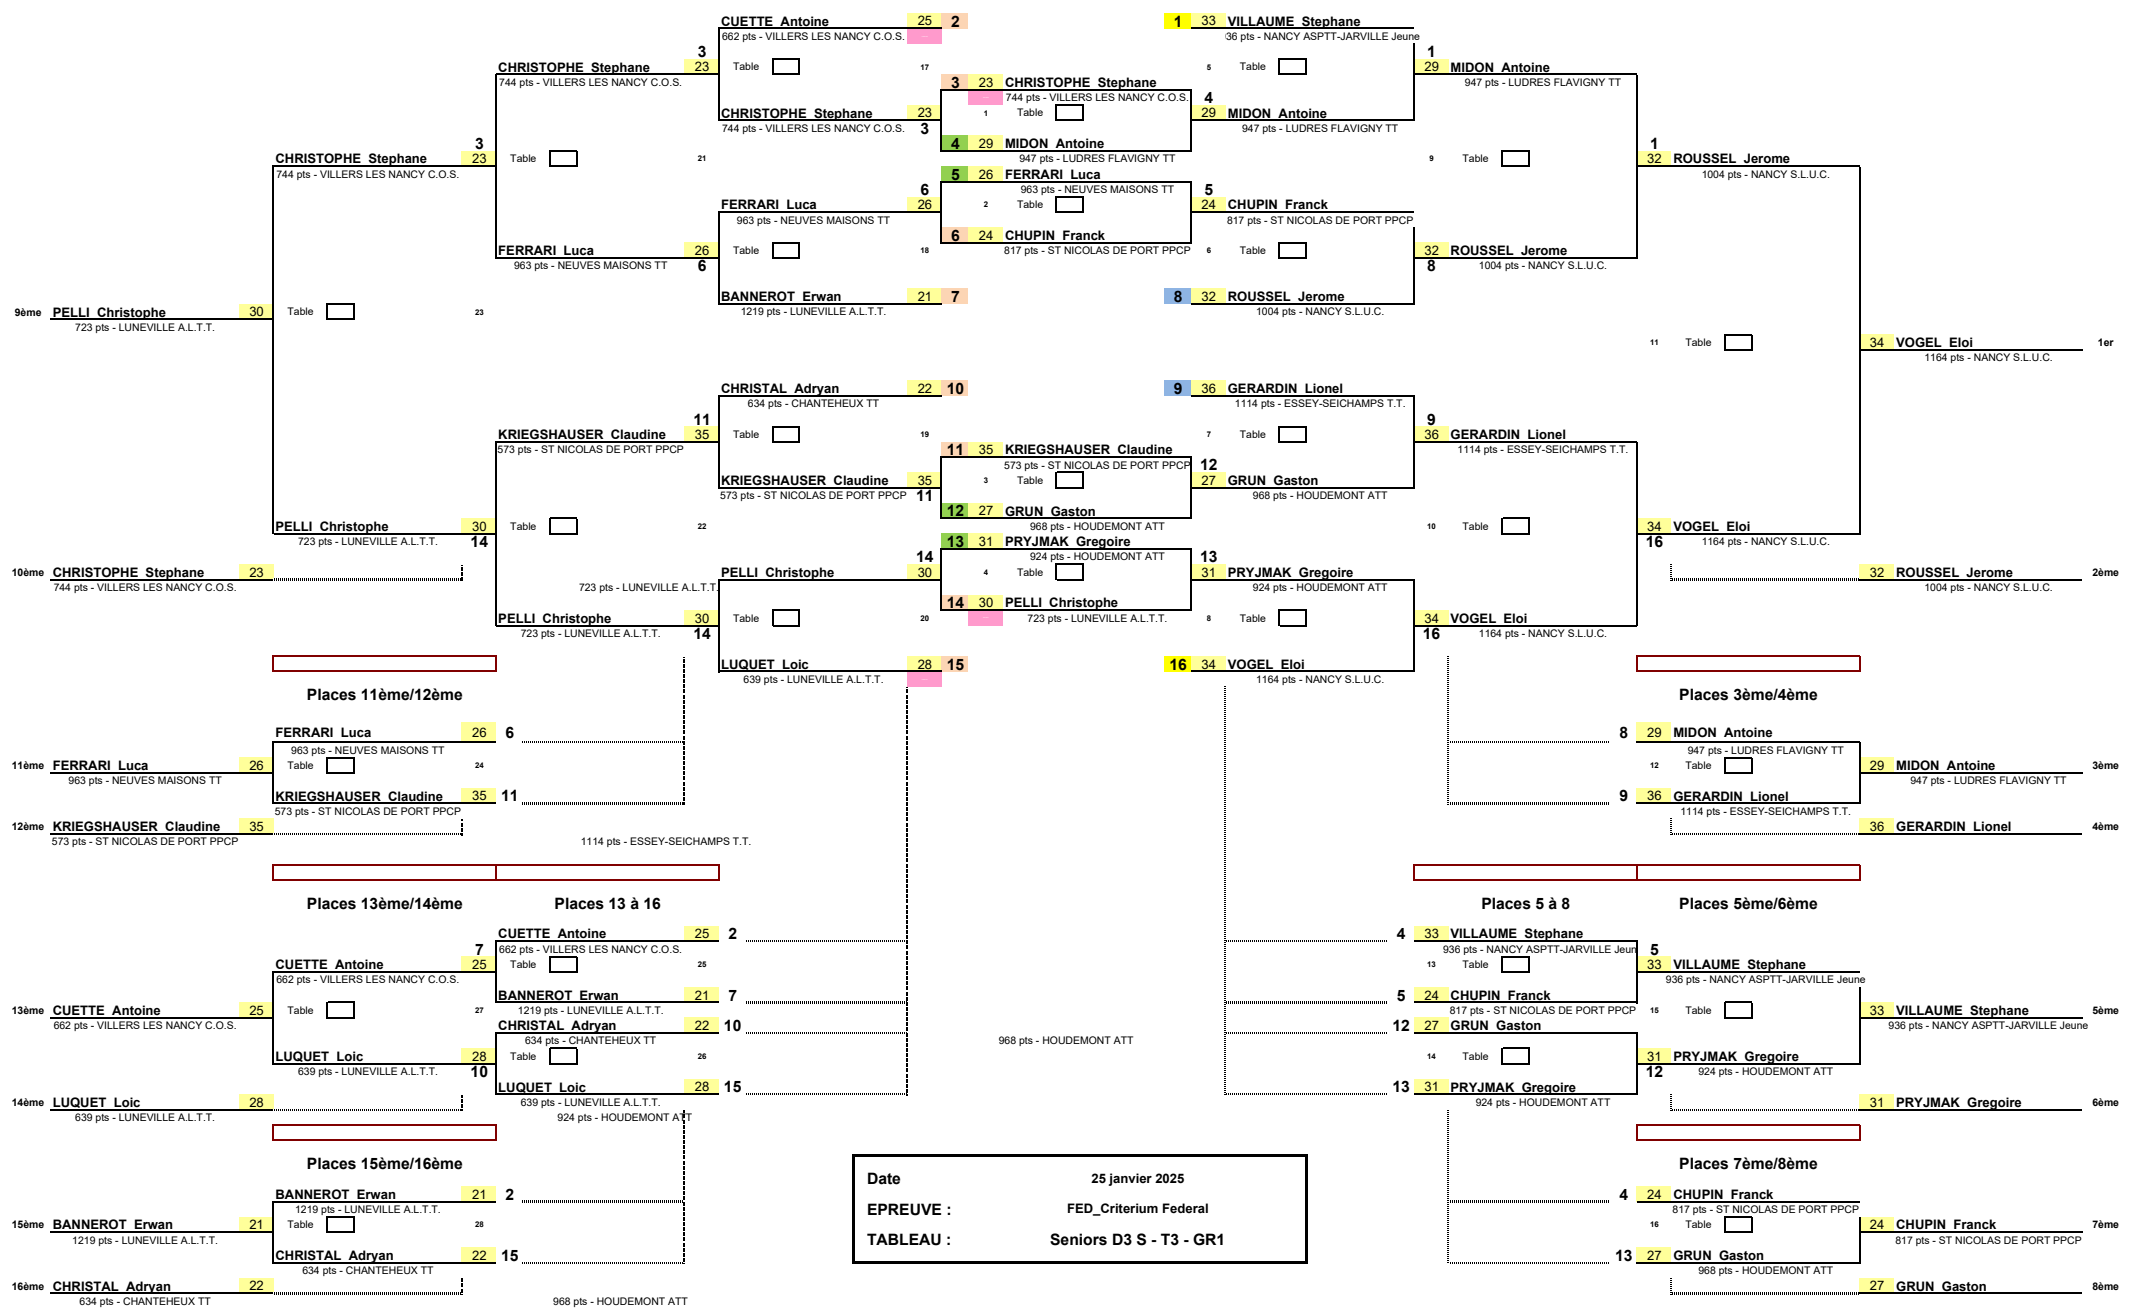 CUETTE Antoine 25 2
662 pts - VILLERS LES NANCY C.O.S.
1 33 VILLAUME Stephane
36 pts - NANCY ASPTT-JARVILLE Jeune
3
CHRISTOPHE Stephane 23
744 pts - VILLERS LES NANCY C.O.S.
Table 17
3 23 CHRISTOPHE Stephane
744 pts - VILLERS LES NANCY C.O.S.
5 Table
1
29 MIDON Antoine
947 pts - LUDRES FLAVIGNY TT
CHRISTOPHE Stephane 23
744 pts - VILLERS LES NANCY C.O.S. 3
1 Table
4
29 MIDON Antoine
947 pts - LUDRES FLAVIGNY TT
4 29 MIDON Antoine
947 pts - LUDRES FLAVIGNY TT
3
CHRISTOPHE Stephane 23
744 pts - VILLERS LES NANCY C.O.S.
Table 21
9 Table
1
32 ROUSSEL Jerome
1004 pts - NANCY S.L.U.C.
5 26 FERRARI Luca
963 pts - NEUVES MAISONS TT
6
FERRARI Luca 26
963 pts - NEUVES MAISONS TT
2 Table
5
24 CHUPIN Franck
817 pts - ST NICOLAS DE PORT PPCP
6 24 CHUPIN Franck
817 pts - ST NICOLAS DE PORT PPCP
FERRARI Luca 26
963 pts - NEUVES MAISONS TT 6
Table 18
6 Table
32 ROUSSEL Jerome
8 1004 pts - NANCY S.L.U.C.
BANNEROT Erwan 21 7
1219 pts - LUNEVILLE A.L.T.T.
8 32 ROUSSEL Jerome
1004 pts - NANCY S.L.U.C.
9ème PELLI Christophe 30
723 pts - LUNEVILLE A.L.T.T.
Table 23
11 Table
34 VOGEL Eloi 1er
1164 pts - NANCY S.L.U.C.
CHRISTAL Adryan 22 10
634 pts - CHANTEHEUX TT
9 36 GERARDIN Lionel
1114 pts - ESSEY-SEICHAMPS T.T.
11
KRIEGSHAUSER Claudine 35
573 pts - ST NICOLAS DE PORT PPCP
Table 19
7 Table
9
36 GERARDIN Lionel
1114 pts - ESSEY-SEICHAMPS T.T.
11 35 KRIEGSHAUSER Claudine
573 pts - ST NICOLAS DE PORT PPCP
KRIEGSHAUSER Claudine 35
573 pts - ST NICOLAS DE PORT PPCP 11
3 Table
12
27 GRUN Gaston
968 pts - HOUDEMONT ATT
12 27 GRUN Gaston
968 pts - HOUDEMONT ATT
PELLI Christophe 30
723 pts - LUNEVILLE A.L.T.T. 14
Table 22
10 Table
34 VOGEL Eloi
16 1164 pts - NANCY S.L.U.C.
13 31 PRYJMAK Gregoire
924 pts - HOUDEMONT ATT
10ème CHRISTOPHE Stephane 23
744 pts - VILLERS LES NANCY C.O.S.
723 pts - LUNEVILLE A.L.T.T.
14
PELLI Christophe 30
4 Table
13
31 PRYJMAK Gregoire
924 pts - HOUDEMONT ATT
32 ROUSSEL Jerome 2ème
1004 pts - NANCY S.L.U.C.
14 30 PELLI Christophe
723 pts - LUNEVILLE A.L.T.T.
PELLI Christophe 30
723 pts - LUNEVILLE A.L.T.T. 14
Table 20
8 Table
34 VOGEL Eloi
16 1164 pts - NANCY S.L.U.C.
LUQUET Loic 28 15
639 pts - LUNEVILLE A.L.T.T.
16 34 VOGEL Eloi
1164 pts - NANCY S.L.U.C.
Places 11ème/12ème
Places 3ème/4ème
FERRARI Luca 26 6
963 pts - NEUVES MAISONS TT
8 29 MIDON Antoine
947 pts - LUDRES FLAVIGNY TT
11ème FERRARI Luca 26
963 pts - NEUVES MAISONS TT
Table 24
12 Table
29 MIDON Antoine 3ème
947 pts - LUDRES FLAVIGNY TT
KRIEGSHAUSER Claudine 35 11
573 pts - ST NICOLAS DE PORT PPCP
9 36 GERARDIN Lionel
1114 pts - ESSEY-SEICHAMPS T.T.
12ème KRIEGSHAUSER Claudine 35
573 pts - ST NICOLAS DE PORT PPCP
1114 pts - ESSEY-SEICHAMPS T.T.
36 GERARDIN Lionel 4ème
Places 13ème/14ème
Places 13 à 16
Places 5 à 8
Places 5ème/6ème
CUETTE Antoine 25 2
662 pts - VILLERS LES NANCY C.O.S.
4 33 VILLAUME Stephane
936 pts - NANCY ASPTT-JARVILLE Jeun
7
CUETTE Antoine 25
662 pts - VILLERS LES NANCY C.O.S.
Table 25
13 Table
5
33 VILLAUME Stephane
936 pts - NANCY ASPTT-JARVILLE Jeune
BANNEROT Erwan 21 7
1219 pts - LUNEVILLE A.L.T.T.
5 24 CHUPIN Franck
817 pts - ST NICOLAS DE PORT PPCP
13ème CUETTE Antoine 25
662 pts - VILLERS LES NANCY C.O.S.
Table 27
15 Table
33 VILLAUME Stephane 5ème
936 pts - NANCY ASPTT-JARVILLE Jeune
CHRISTAL Adryan 22 10
634 pts - CHANTEHEUX TT
968 pts - HOUDEMONT ATT
12 27 GRUN Gaston
LUQUET Loic 28
639 pts - LUNEVILLE A.L.T.T. 10
Table 26
14 Table
31 PRYJMAK Gregoire
12 924 pts - HOUDEMONT ATT
LUQUET Loic 28 15
639 pts - LUNEVILLE A.L.T.T.
13 31 PRYJMAK Gregoire
924 pts - HOUDEMONT ATT
14ème LUQUET Loic 28
639 pts - LUNEVILLE A.L.T.T.
924 pts - HOUDEMONT ATT
31 PRYJMAK Gregoire 6ème
Places 15ème/16ème
Places 7ème/8ème
Date 25 janvier 2025
EPREUVE : FED_Criterium Federal
TABLEAU : Seniors D3 S - T3 - GR1
BANNEROT Erwan 21 2
1219 pts - LUNEVILLE A.L.T.T.
4 24 CHUPIN Franck
817 pts - ST NICOLAS DE PORT PPCP
15ème BANNEROT Erwan 21
1219 pts - LUNEVILLE A.L.T.T.
Table 28
16 Table
24 CHUPIN Franck 7ème
817 pts - ST NICOLAS DE PORT PPCP
CHRISTAL Adryan 22 15
634 pts - CHANTEHEUX TT
13 27 GRUN Gaston
968 pts - HOUDEMONT ATT
16ème CHRISTAL Adryan 22
634 pts - CHANTEHEUX TT
968 pts - HOUDEMONT ATT
27 GRUN Gaston 8ème